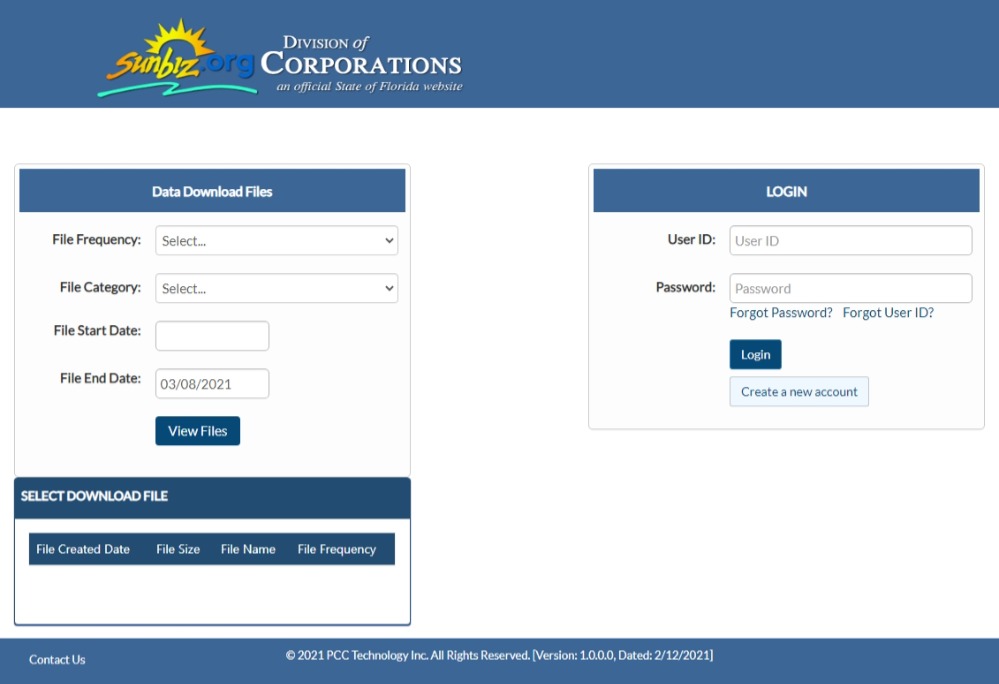 sunbiz.org
DIVISION of
CORPORATIONS
an official State of Florida website
Data Download Files
File Frequency: Select...
File Category: Select...
File Start Date:
File End Date: 03/08/2021
View Files
LOGIN
User ID: User ID
Password: Password
Forgot Password? Forgot User ID?
Login
Create a new account
SELECT DOWNLOAD FILE
File Created Date File Size File Name File Frequency
Contact Us
© 2021 PCC Technology Inc. All Rights Reserved. [Version: 1.0.0.0, Dated: 2/12/2021]